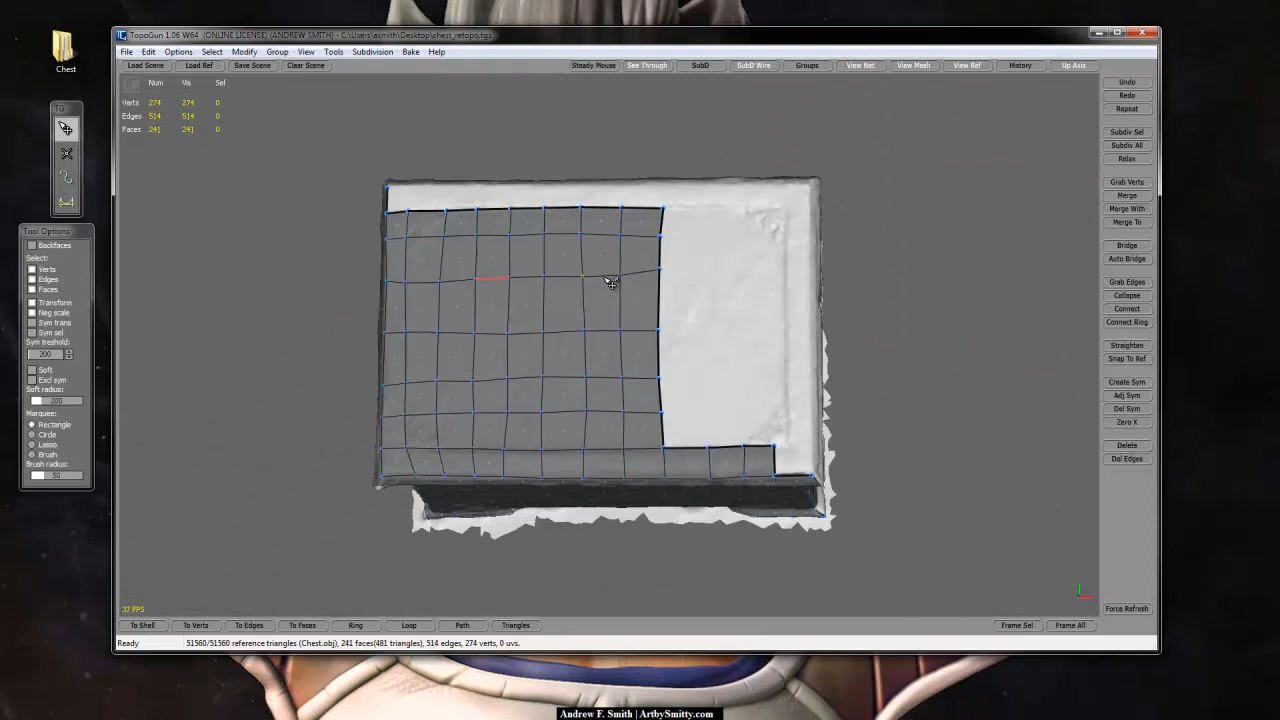 Chest
TopoGun 1.06 W64 (ONLINE LICENSE) (ANDREW SMITH) - C:\Users\asmith\Desktop\chest_retopo.tgs
File Edit Options Select Modify Group View Tools Subdivision Bake Help
Load Scene Load Ref Save Scene Clear Scene Steady Mouse See Through SubD SubD Wire Groups View Net View Mesh View Ref History Up Axis
Num Vis Sel
Verts 274 274 0
Edges 514 514 0
Faces 241 241 0
TG
Tool Options
Backfaces
Select:
Verts
Edges
Faces
Transform
Neg scale
Sym trans
Sym sel
Sym treshold:
200
Soft
Excl sym
Soft radius:
200
Marquee:
Rectangle
Circle
Lasso
Brush
Brush radius:
50
Undo
Redo
Repeat
Subdiv Sel
Subdiv All
Relax
Grab Verts
Merge
Merge With
Merge To
Bridge
Auto Bridge
Grab Edges
Collapse
Connect
Connect Ring
Straighten
Snap To Ref
Create Sym
Adj Sym
Del Sym
Zero X
Delete
Del Edges
Force Refresh
37 FPS
To Shell To Verts To Edges To Faces Ring Loop Path Triangles Frame Sel Frame All
Ready 51560/51560 reference triangles (Chest.obj), 241 faces(481 triangles), 514 edges, 274 verts, 0 uvs.
Andrew F. Smith | ArtbySmitty.com